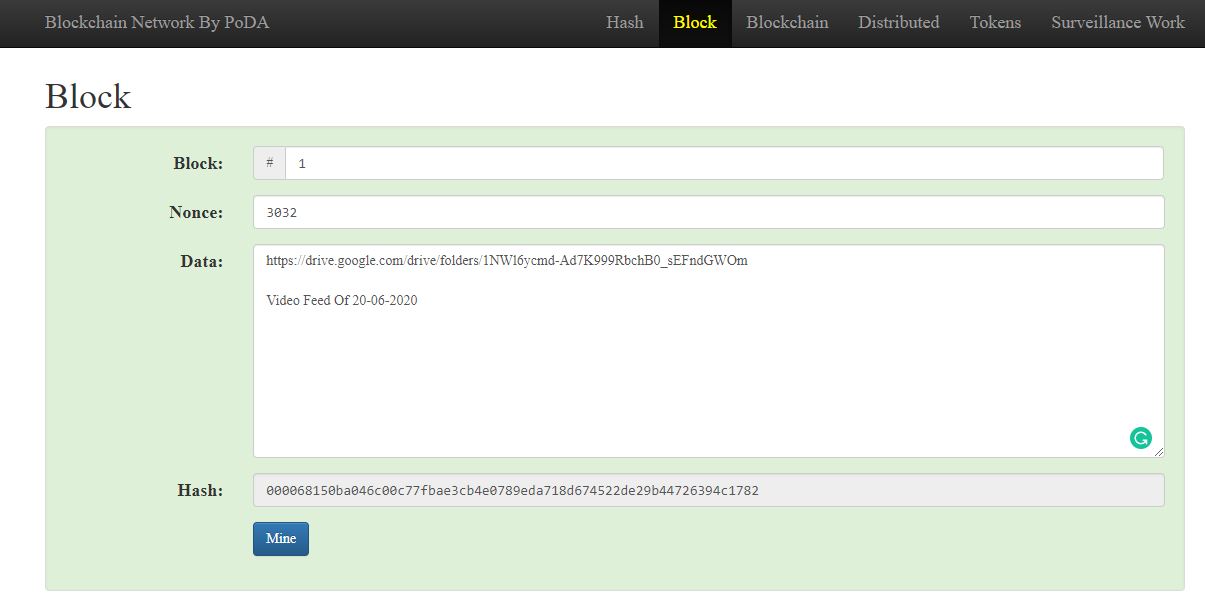 Blockchain Network By PoDA Hash Block Blockchain Distributed Tokens Surveillance Work
Block
Block: # 1
Nonce: 3032
Data: https://drive.google.com/drive/folders/1NWl6ycmd-Ad7K999RbchB0_sEFndGWOm
Video Feed Of 20-06-2020
Hash: 000068150ba046c00c77fbae3cb4e0789eda718d674522de29b44726394c1782
Mine